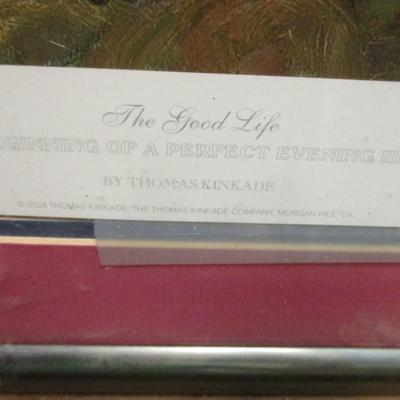 The Good Life
EGINNING OF A PERFECT EVENING III
BY THOMAS KINKADE
© 2004 THOMAS KINKADE, THE THOMAS KINKADE COMPANY, MORGAN HILL, CA.